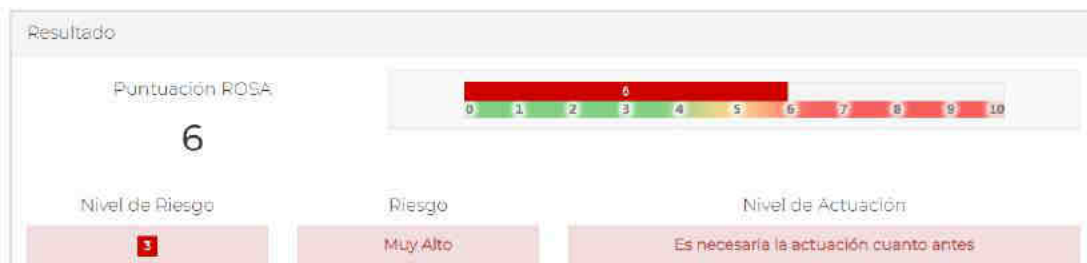 Resultado
Puntuación ROSA
6
6
0 1 2 3 4 5 6 7 8 9 10
Nivel de Riesgo
Riesgo
Nivel de Actuación
3
Muy Alto
Es necesaria la actuación cuanto antes